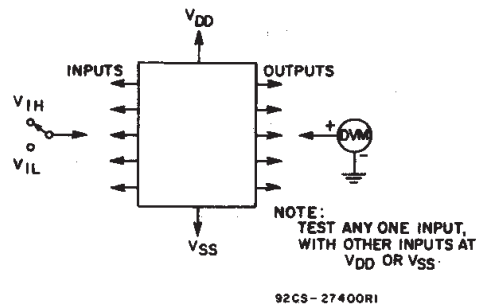 VDD
INPUTS
OUTPUTS
VIH
VIL
+
DVM
-
VSS
NOTE:
TEST ANY ONE INPUT,
WITH OTHER INPUTS AT
VDD OR VSS.
92CS-27400RI